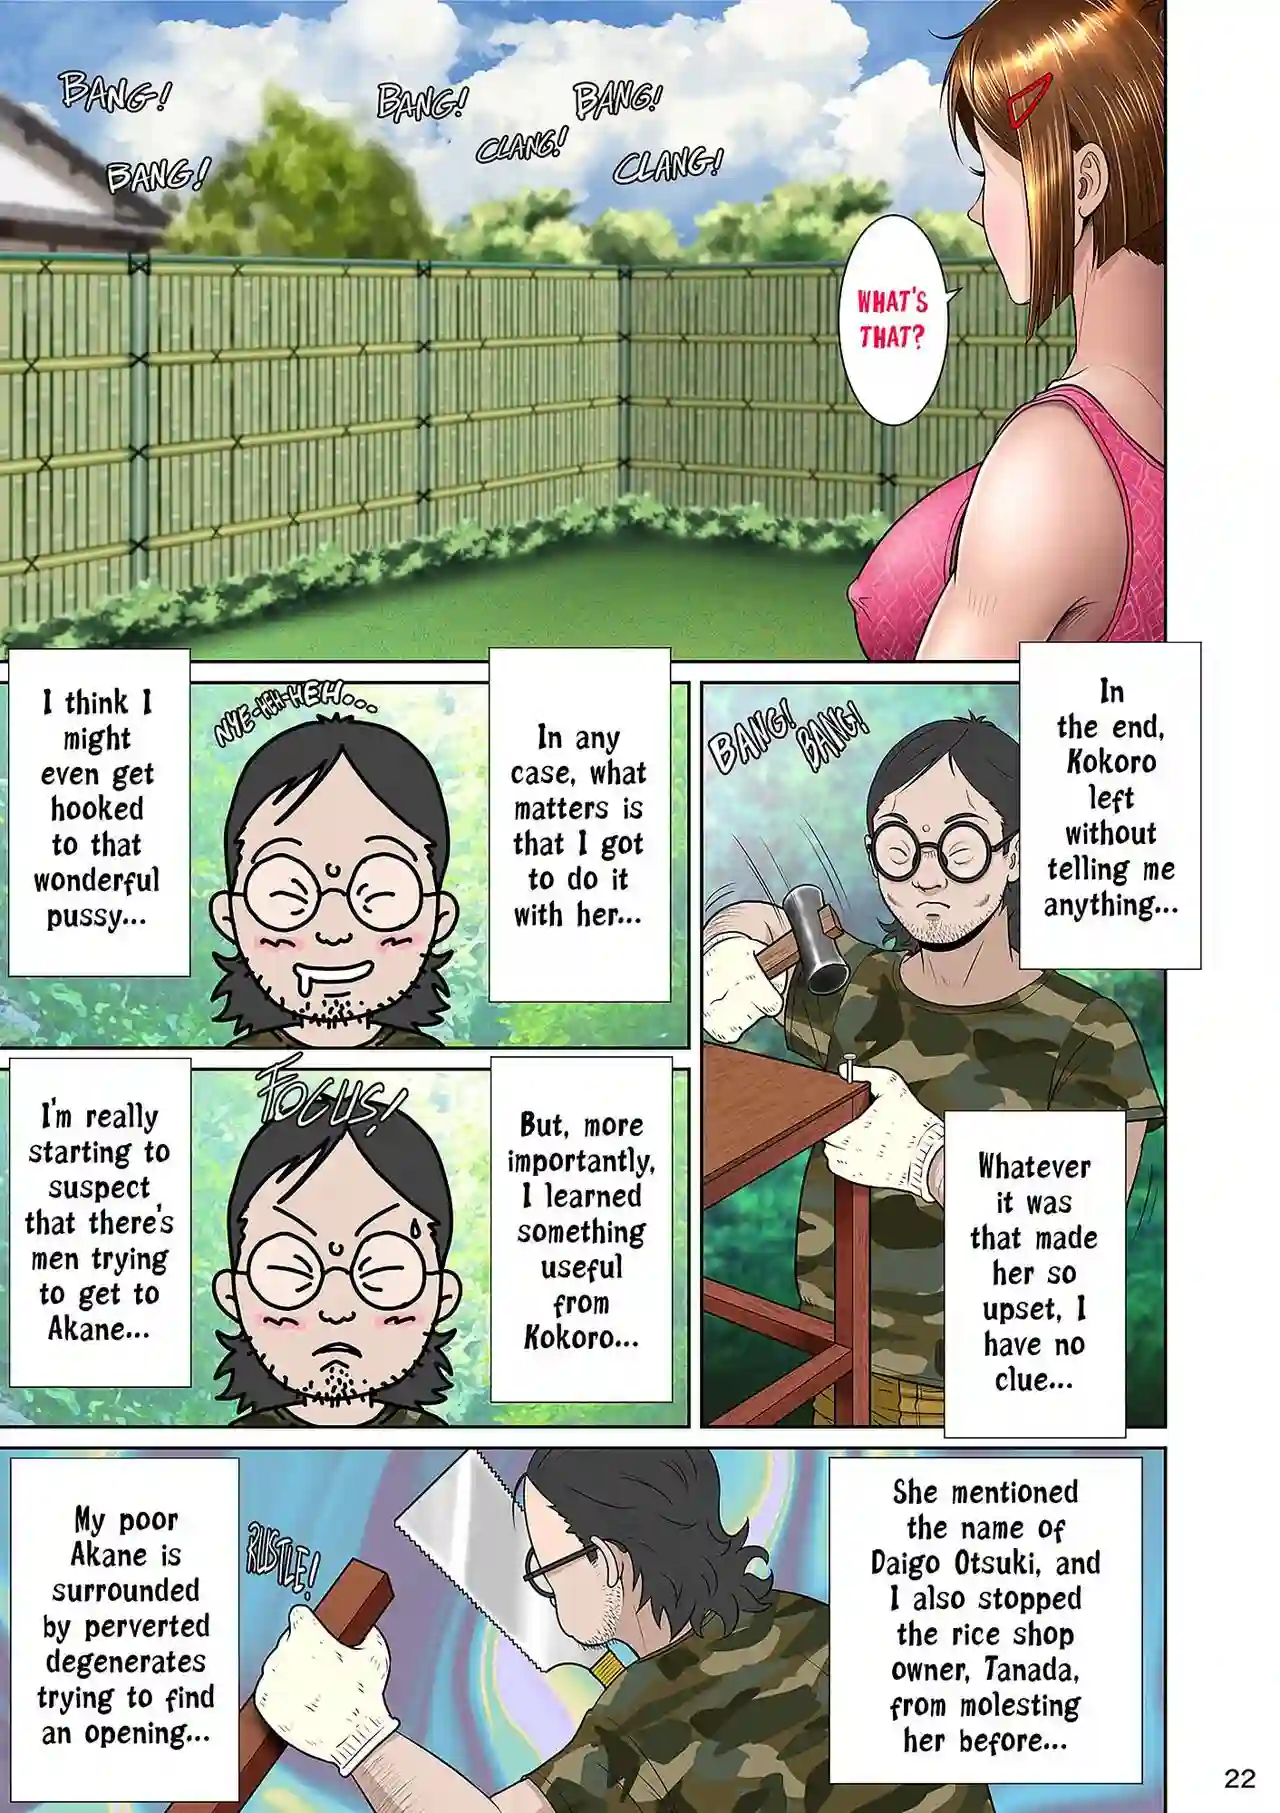 BANG!
BANG!
BANG!
BANG!
CLANG!
CLANG!
WHAT'S
THAT?
In
the end,
Kokoro
left
without
telling me
anything...
BANG!
BANG!
Whatever
it was
that made
her so
upset, I
have no
clue...
In any
case, what
matters is
that I got
to do it
with her...
NYE-HEH-HEH...
I think I
might
even get
hooked
to that
wonderful
pussy...
But, more
importantly,
I learned
something
useful
from
Kokoro...
FOCUS!
I'm really
starting to
suspect
that there's
men trying
to get to
Akane...
She mentioned
the name of
Daigo Otsuki, and
I also stopped
the rice shop
owner, Tanada,
from molesting
her before...
RUSTLE!
My poor
Akane is
surrounded
by perverted
degenerates
trying to find
an opening...
22